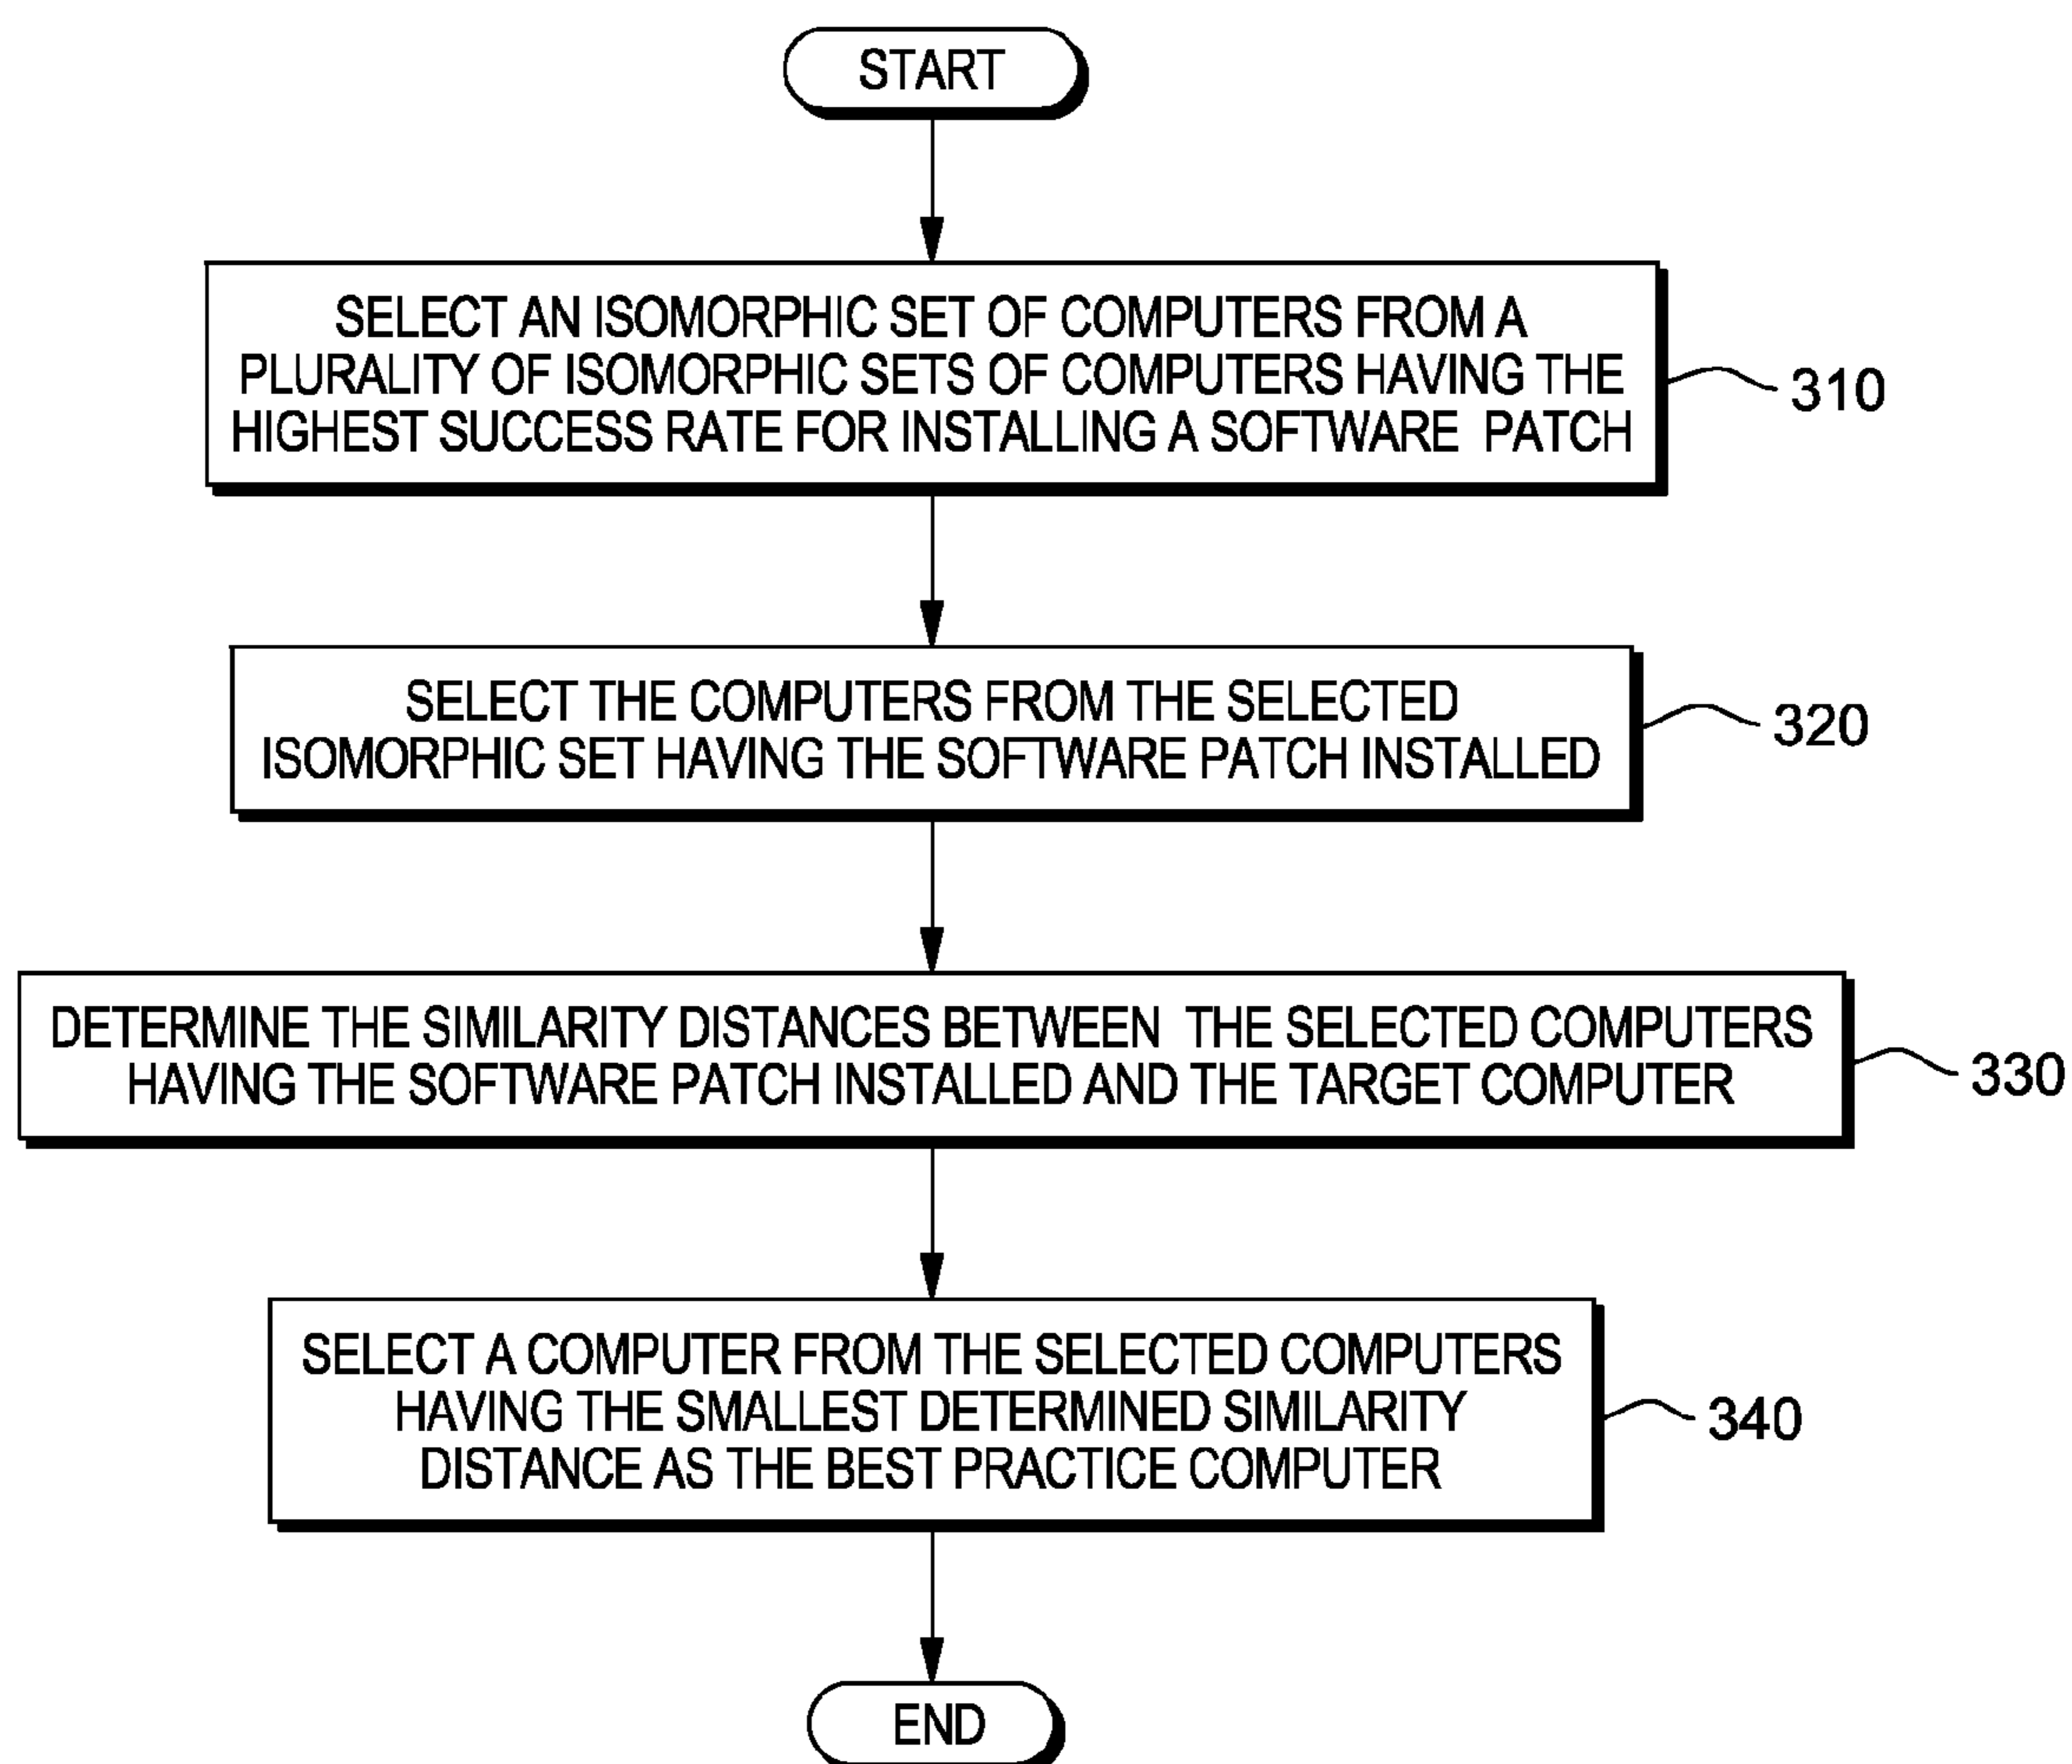 START
SELECT AN ISOMORPHIC SET OF COMPUTERS FROM A
PLURALITY OF ISOMORPHIC SETS OF COMPUTERS HAVING THE
HIGHEST SUCCESS RATE FOR INSTALLING A SOFTWARE PATCH
310
SELECT THE COMPUTERS FROM THE SELECTED
ISOMORPHIC SET HAVING THE SOFTWARE PATCH INSTALLED
320
DETERMINE THE SIMILARITY DISTANCES BETWEEN THE SELECTED COMPUTERS
HAVING THE SOFTWARE PATCH INSTALLED AND THE TARGET COMPUTER
330
SELECT A COMPUTER FROM THE SELECTED COMPUTERS
HAVING THE SMALLEST DETERMINED SIMILARITY
DISTANCE AS THE BEST PRACTICE COMPUTER
340
END